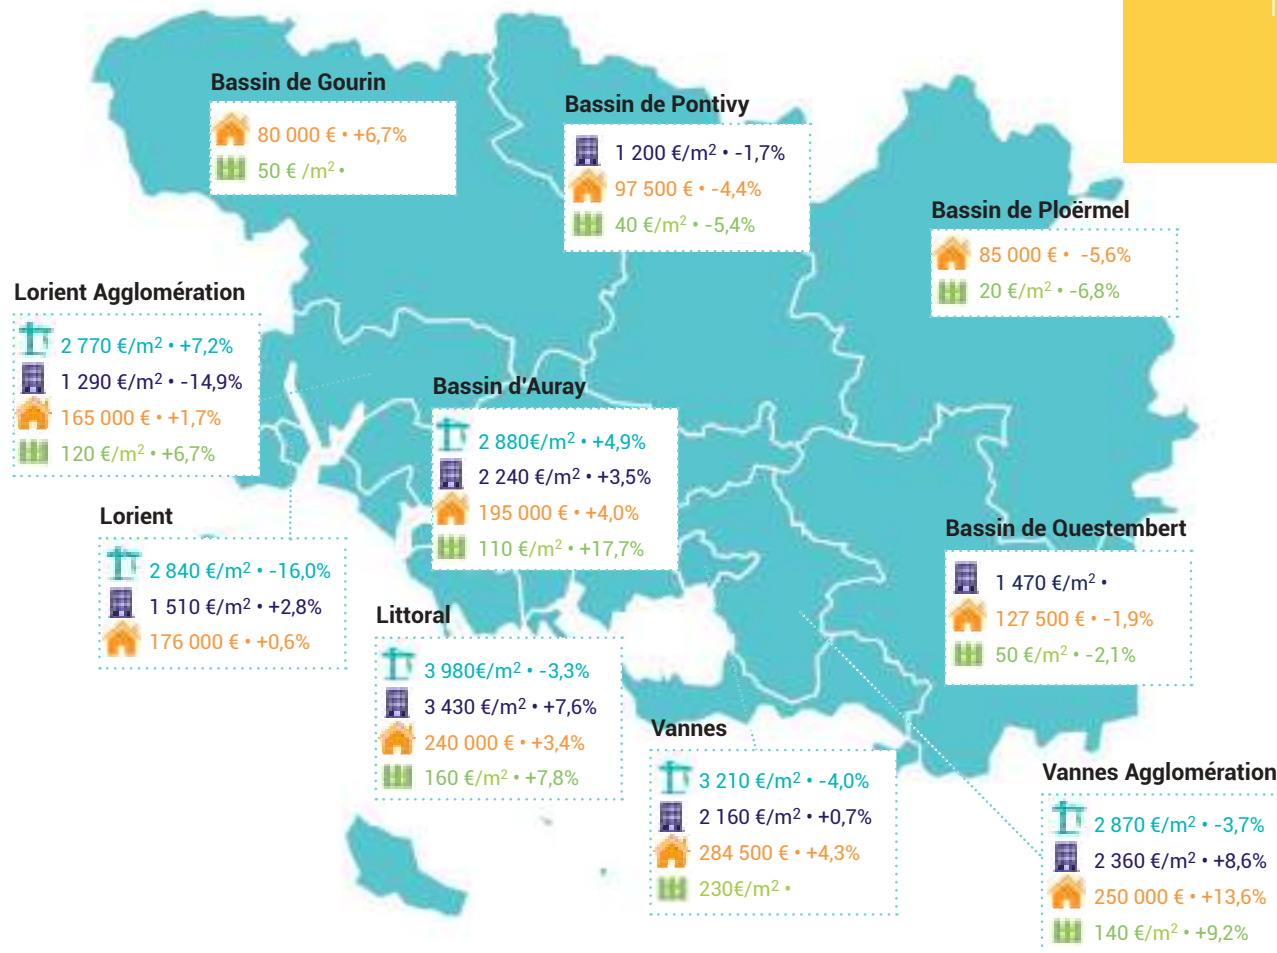 Bassin de Gourin
80 000 € • +6,7%
50 € /m² •
Bassin de Pontivy
1 200 €/m² • -1,7%
97 500 € • -4,4%
40 €/m² • -5,4%
Bassin de Ploërmel
85 000 € • -5,6%
20 €/m² • -6,8%
Lorient Agglomération
2 770 €/m² • +7,2%
1 290 €/m² • -14,9%
165 000 € • +1,7%
120 €/m² • +6,7%
Bassin d'Auray
2 880€/m² • +4,9%
2 240 €/m² • +3,5%
195 000 € • +4,0%
110 €/m² • +17,7%
Lorient
2 840 €/m² • -16,0%
1 510 €/m² • +2,8%
176 000 € • +0,6%
Bassin de Questembert
1 470 €/m² •
127 500 € • -1,9%
50 €/m² • -2,1%
Littoral
3 980€/m² • -3,3%
3 430 €/m² • +7,6%
240 000 € • +3,4%
160 €/m² • +7,8%
Vannes
3 210 €/m² • -4,0%
2 160 €/m² • +0,7%
284 500 € • +4,3%
230€/m² •
Vannes Agglomération
2 870 €/m² • -3,7%
2 360 €/m² • +8,6%
250 000 € • +13,6%
140 €/m² • +9,2%